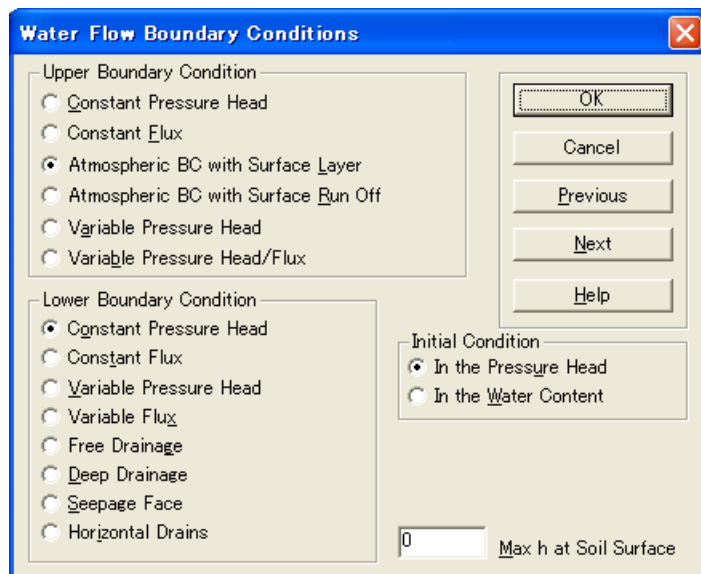 Water Flow Boundary Conditions
Upper Boundary Condition
Constant Pressure Head
Constant Flux
Atmospheric BC with Surface Layer
Atmospheric BC with Surface Run Off
Variable Pressure Head
Variable Pressure Head/Flux
OK
Cancel
Previous
Next
Help
Lower Boundary Condition
Constant Pressure Head
Constant Flux
Variable Pressure Head
Variable Flux
Free Drainage
Deep Drainage
Seepage Face
Horizontal Drains
Initial Condition
In the Pressure Head
In the Water Content
0 Max h at Soil Surface